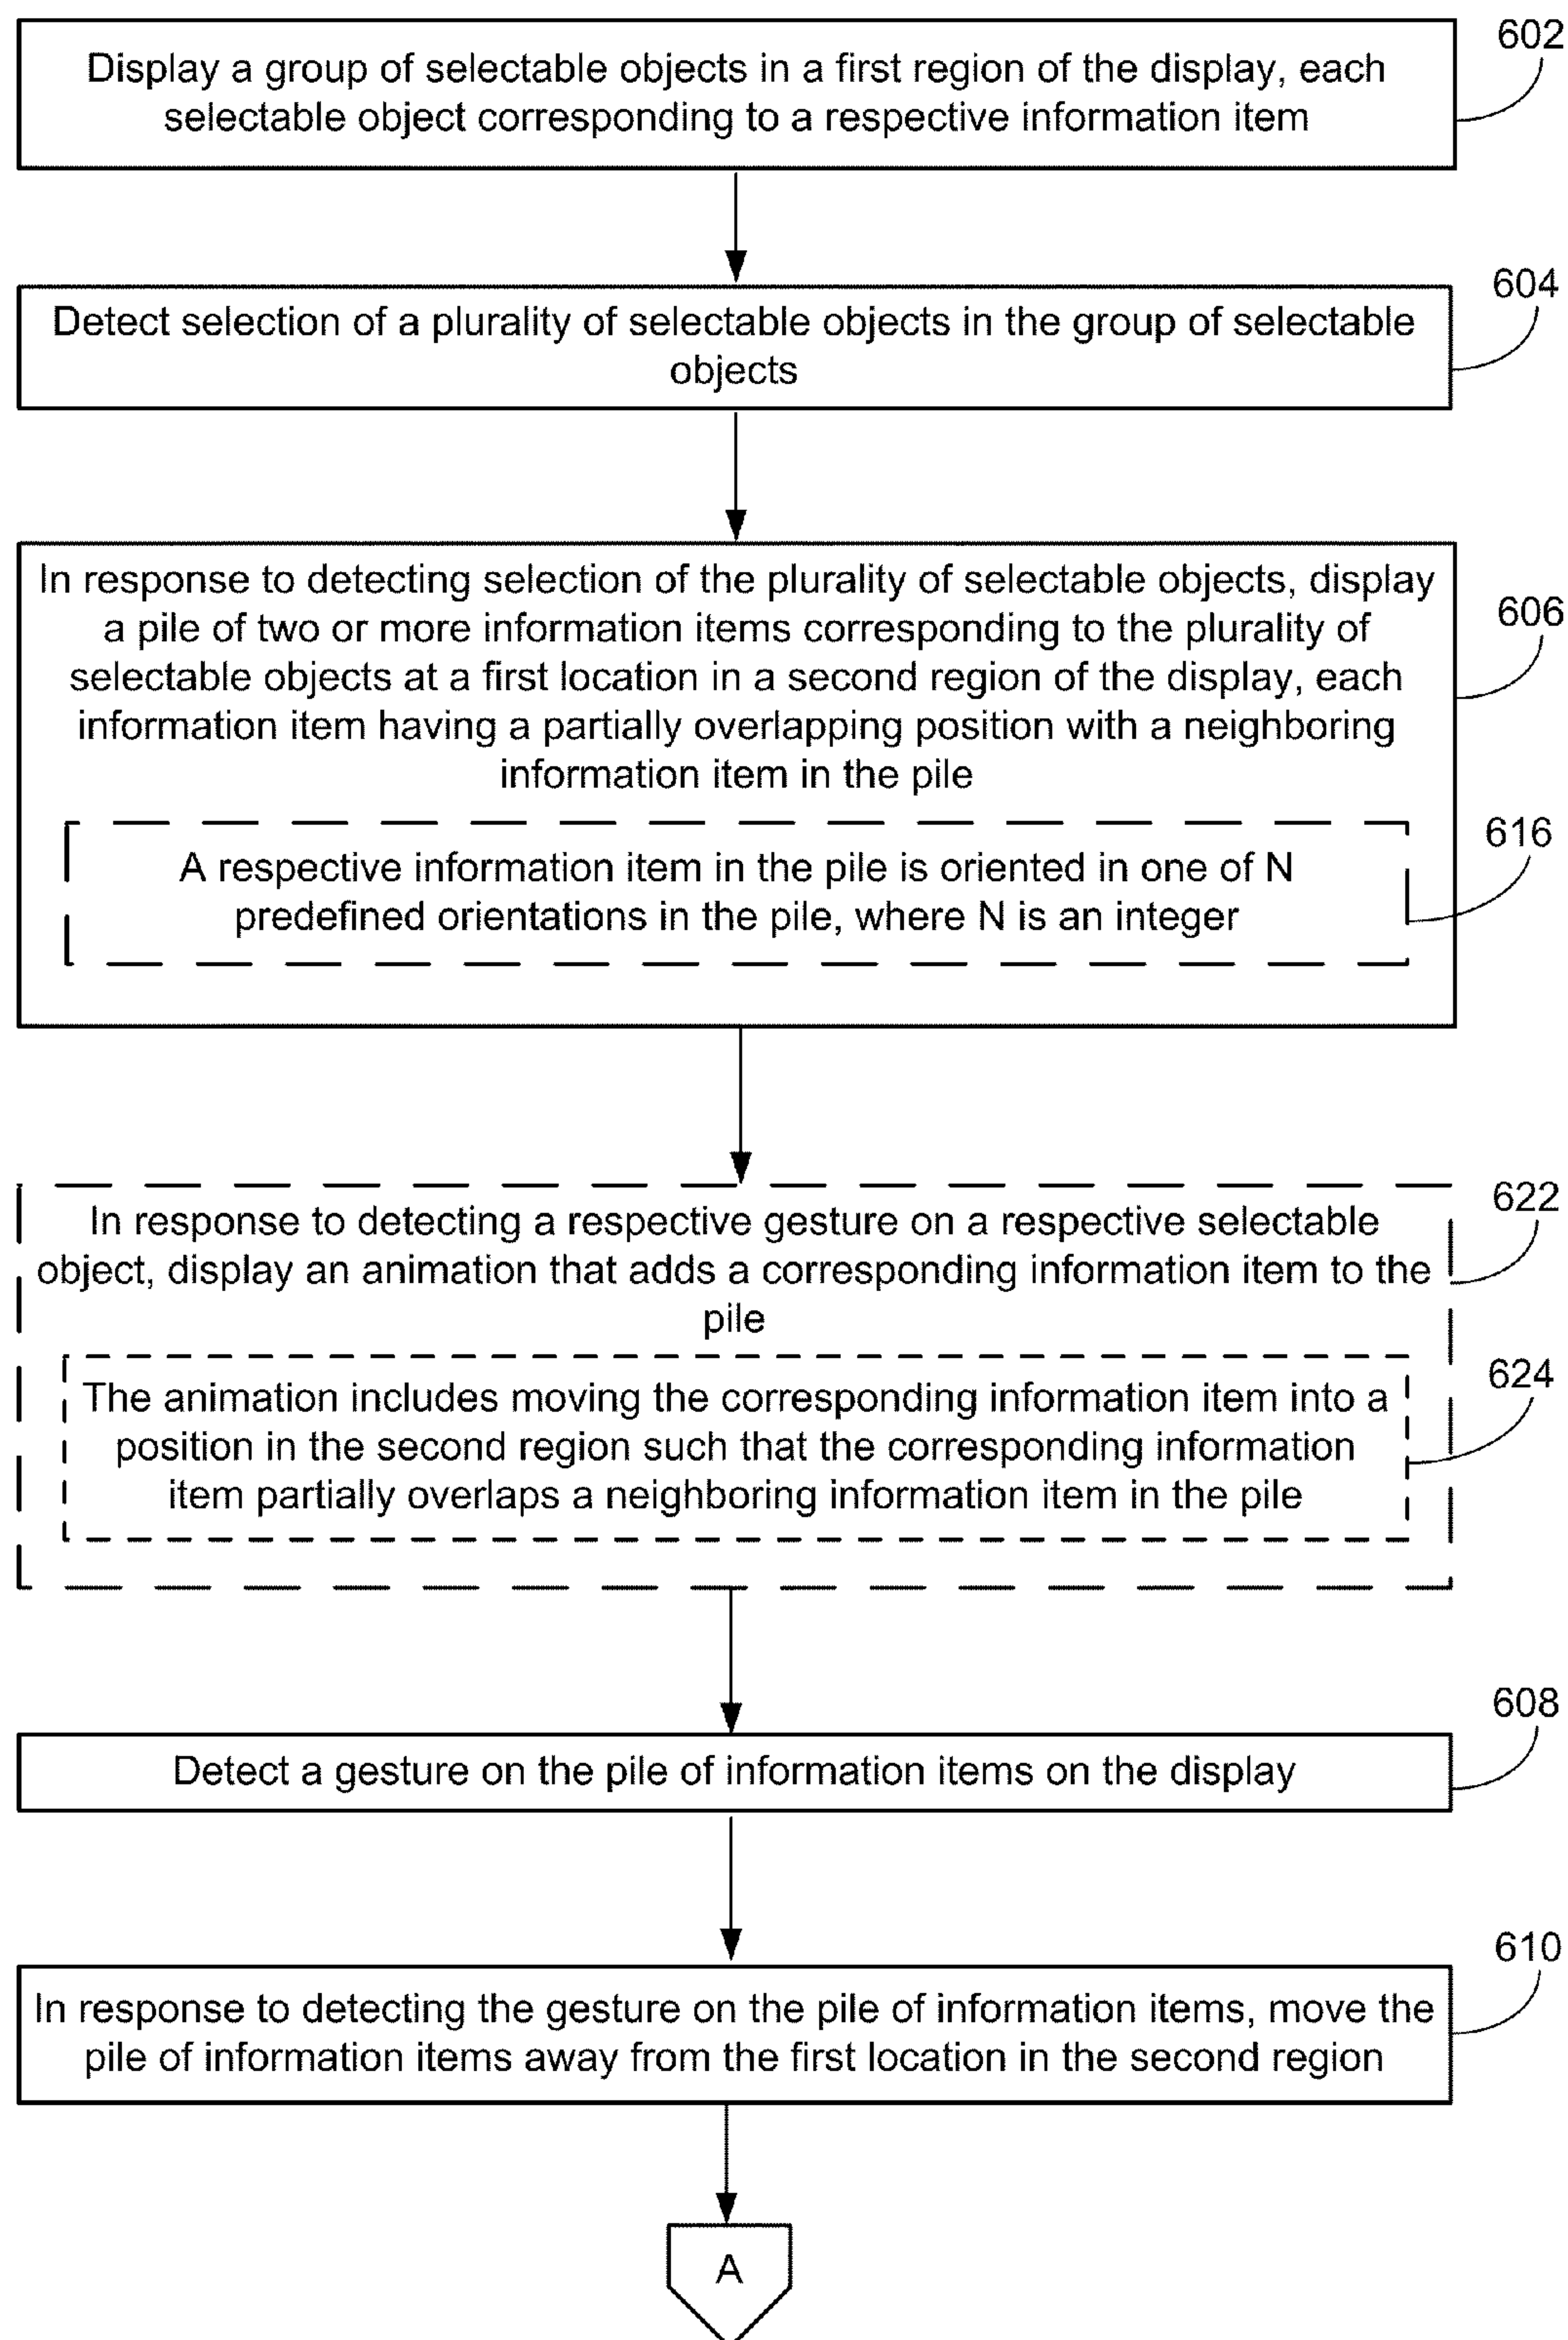 602
Display a group of selectable objects in a first region of the display, each
selectable object corresponding to a respective information item
604
Detect selection of a plurality of selectable objects in the group of selectable
objects
In response to detecting selection of the plurality of selectable objects, display
a pile of two or more information items corresponding to the plurality of
selectable objects at a first location in a second region of the display, each
information item having a partially overlapping position with a neighboring
information item in the pile
606
616
A respective information item in the pile is oriented in one of N
predefined orientations in the pile, where N is an integer
622
In response to detecting a respective gesture on a respective selectable
object, display an animation that adds a corresponding information item to the
pile
624
The animation includes moving the corresponding information item into a
position in the second region such that the corresponding information
item partially overlaps a neighboring information item in the pile
608
Detect a gesture on the pile of information items on the display
610
In response to detecting the gesture on the pile of information items, move the
pile of information items away from the first location in the second region
A